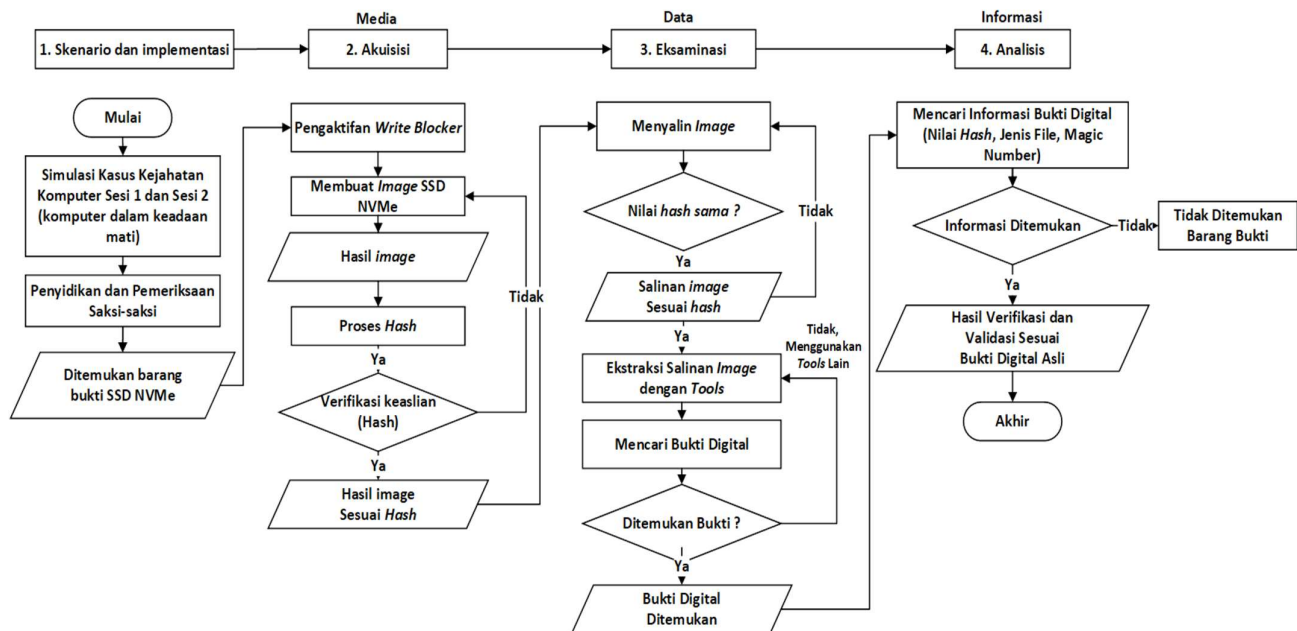 Media
Data
Informasi
1. Skenario dan implementasi
2. Akuisisi
3. Eksaminasi
4. Analisis
Mulai
Simulasi Kasus Kejahatan
Komputer Sesi 1 dan Sesi 2
(komputer dalam keadaan
mati)
Penyidikan dan Pemeriksaan
Saksi-saksi
Ditemukan barang
bukti SSD NVMe
Pengaktifan Write Blocker
Membuat Image SSD
NVMe
Hasil image
Tidak
Proses Hash
Ya
Verifikasi keaslian
(Hash)
Ya
Hasil image
Sesuai Hash
Menyalin Image
Nilai hash sama ?
Tidak
Ya
Salinan image
Sesuai hash
Ya
Tidak,
Menggunakan
Tools Lain
Ekstraksi Salinan Image
dengan Tools
Mencari Bukti Digital
Ditemukan Bukti ?
Ya
Bukti Digital
Ditemukan
Mencari Informasi Bukti Digital
(Nilai Hash, Jenis File, Magic
Number)
Informasi Ditemukan
Tidak
Tidak Ditemukan
Barang Bukti
Ya
Hasil Verifikasi dan
Validasi Sesuai
Bukti Digital Asli
Akhir